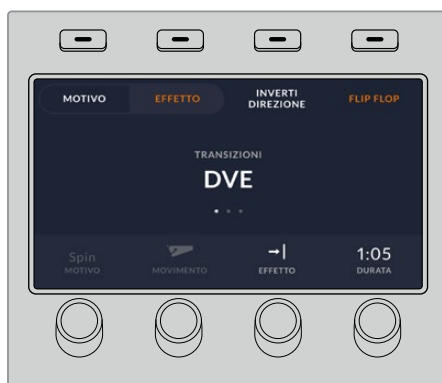 MOTIVO
EFFETTO
INVERTI
DIREZIONE
FLIP FLOP
TRANSIZIONI
DVE
Spin
MOTIVO
MOVIMENTO
EFFETTO
1:05
DURATA